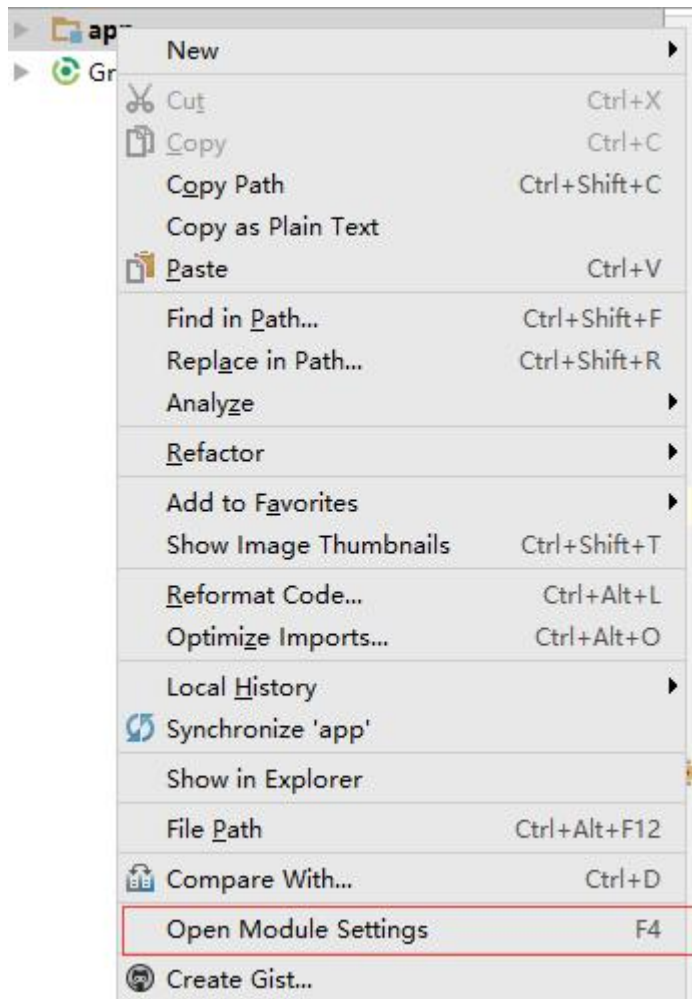 app
Gr
New
Cut Ctrl+X
Copy Ctrl+C
Copy Path Ctrl+Shift+C
Copy as Plain Text
Paste Ctrl+V
Find in Path... Ctrl+Shift+F
Replace in Path... Ctrl+Shift+R
Analyze
Refactor
Add to Favorites
Show Image Thumbnails Ctrl+Shift+T
Reformat Code... Ctrl+Alt+L
Optimize Imports... Ctrl+Alt+O
Local History
Synchronize 'app'
Show in Explorer
File Path Ctrl+Alt+F12
Compare With... Ctrl+D
Open Module Settings F4
Create Gist...